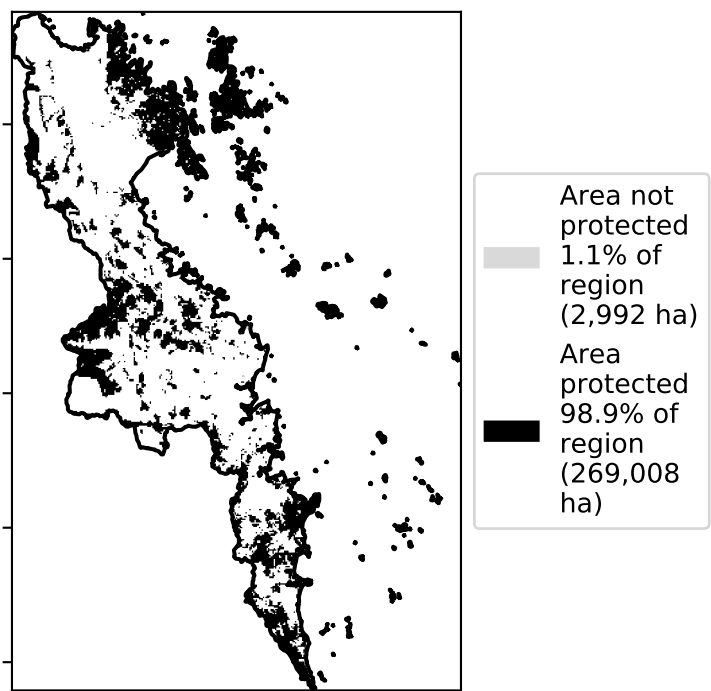 Area not
protected
1.1% of
region
(2,992 ha)
Area
protected
98.9% of
region
(269,008
ha)